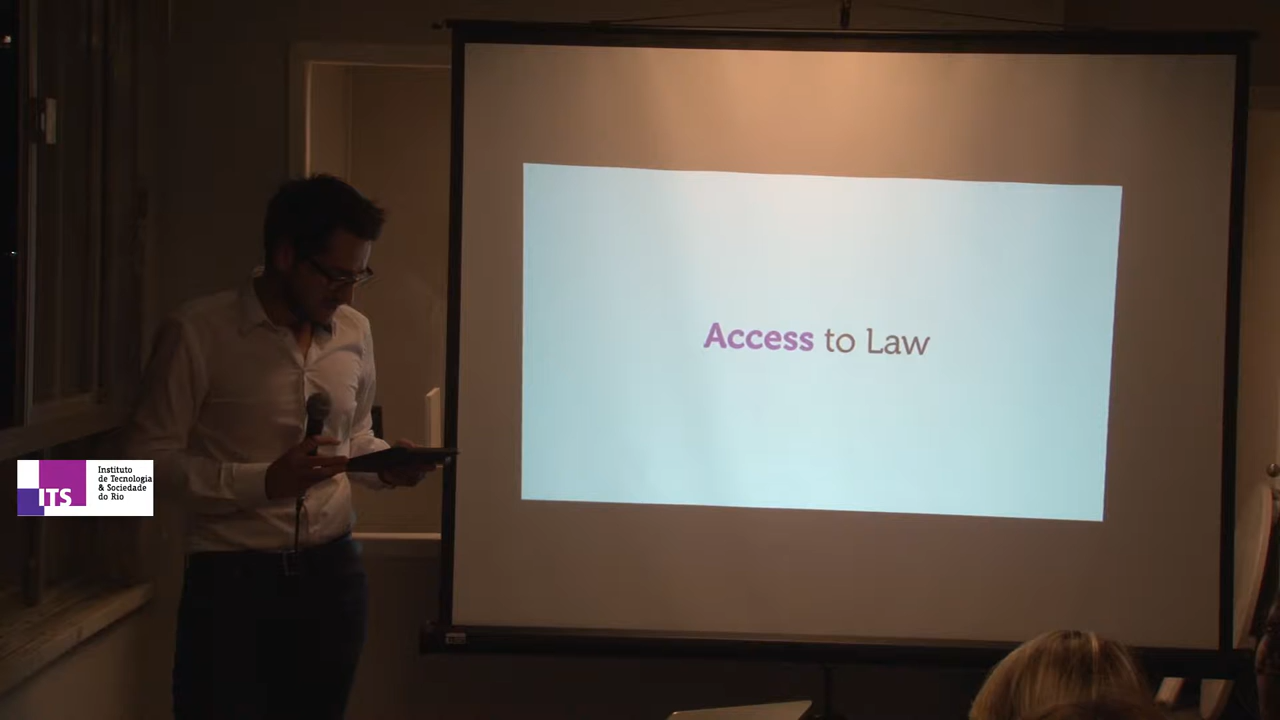 Access to Law
ITS
Instituto
de Tecnologia
& Sociedade
do Rio